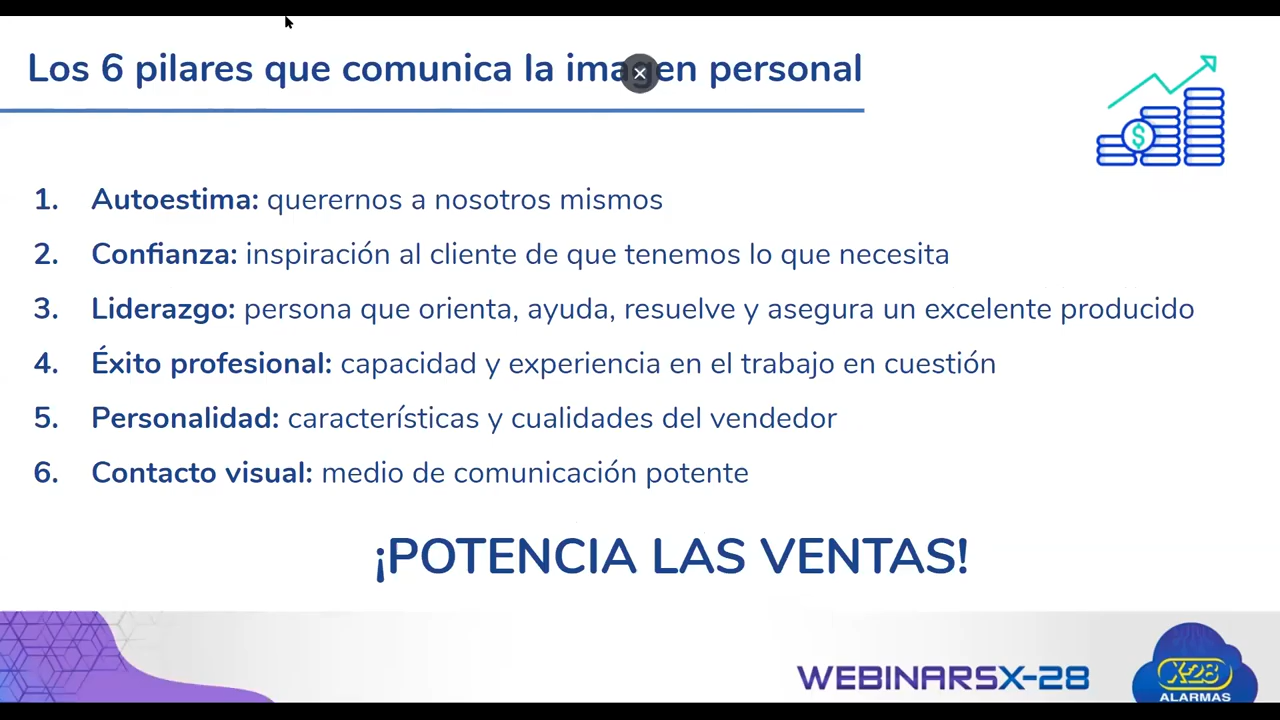 Los 6 pilares que comunica la imagen personal
$
1. Autoestima: querernos a nosotros mismos
2. Confianza: inspiración al cliente de que tenemos lo que necesita
3. Liderazgo: persona que orienta, ayuda, resuelve y asegura un excelente producido
4. Éxito profesional: capacidad y experiencia en el trabajo en cuestión
5. Personalidad: características y cualidades del vendedor
6. Contacto visual: medio de comunicación potente
¡POTENCIA LAS VENTAS!
WEBINARSX-28
X-28
ALARMAS